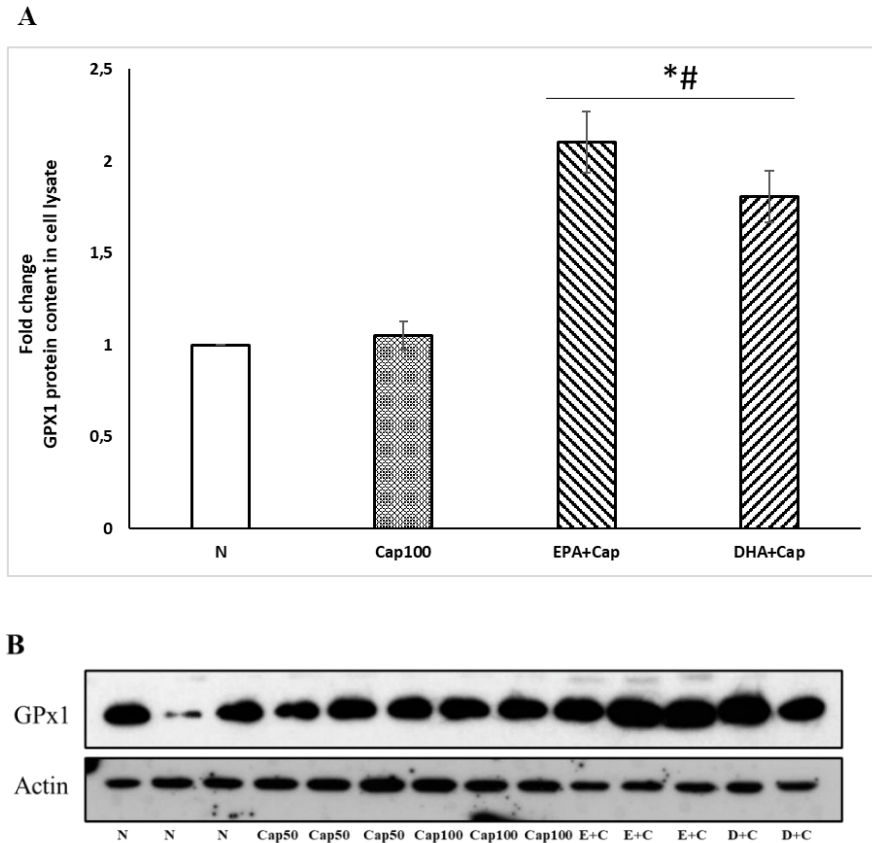 A
2,5
*#
2
1,5
1
0,5
0
Fold change
GPX1 protein content in cell lysate
N Cap100 EPA+Cap DHA+Cap
B
GPx1
Actin
N N N Cap50 Cap50 Cap50 Cap100 Cap100 Cap100 E+C E+C E+C D+C D+C